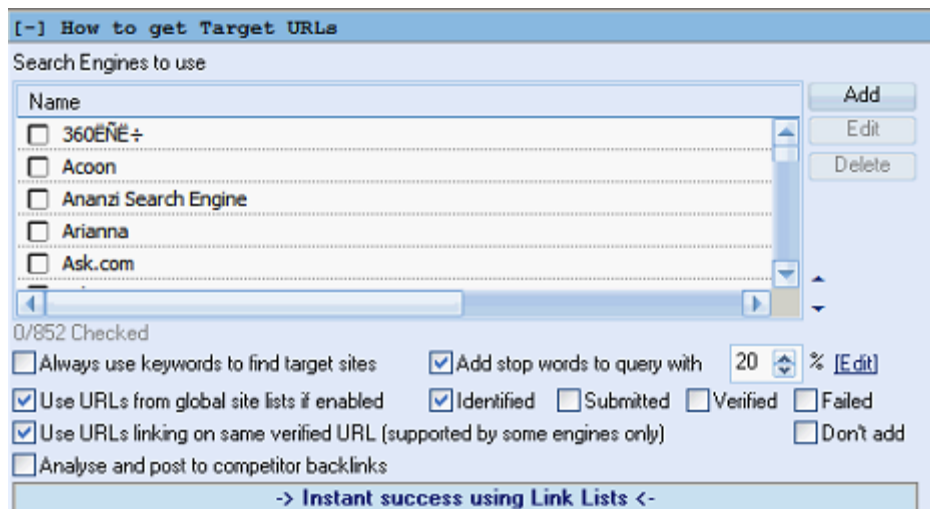 [-] How to get Target URLs
Search Engines to use
Name
Add
360ËÑË÷
Edit
Acoon
Delete
Ananzi Search Engine
Arianna
Ask.com
0/852 Checked
Always use keywords to find target sites Add stop words to query with 20 % [Edit]
Use URLs from global site lists if enabled Identified Submitted Verified Failed
Use URLs linking on same verified URL (supported by some engines only) Don't add
Analyse and post to competitor backlinks
-> Instant success using Link Lists <-